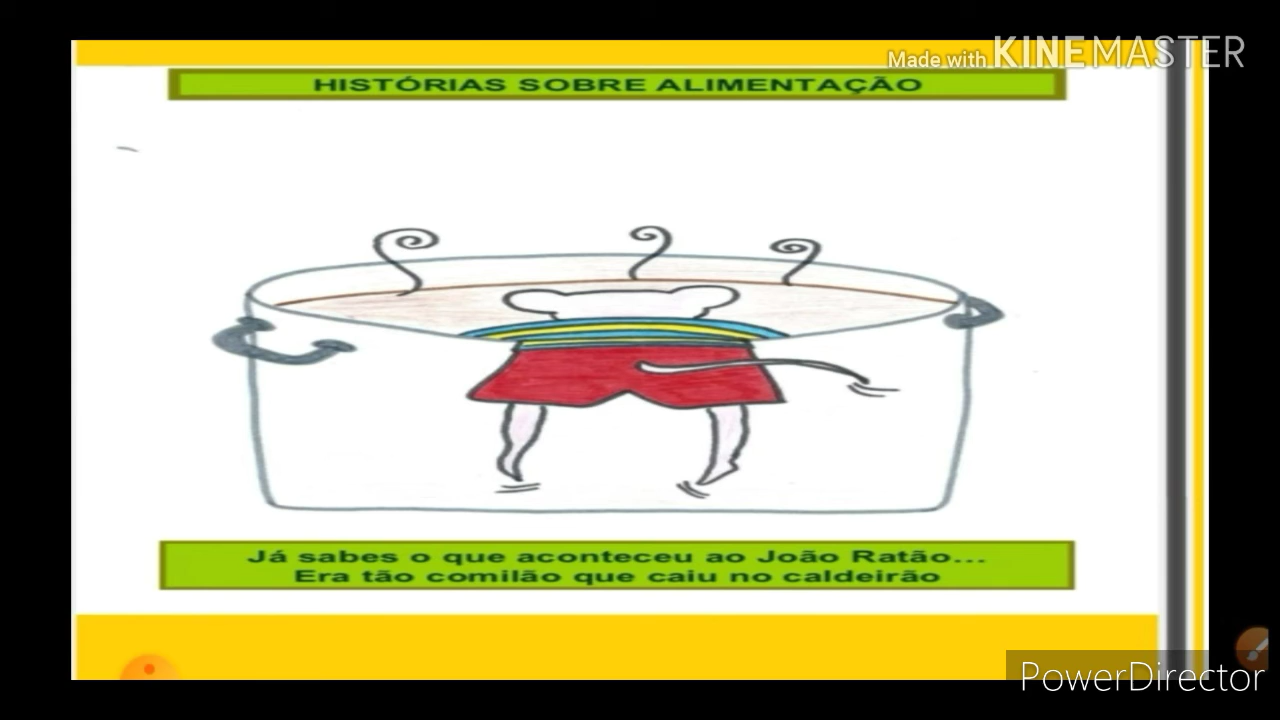 Made with KINEMASTER
HISTÓRIAS SOBRE ALIMENTAÇÃO
Já sabes o que aconteceu ao João Ratão...
Era tão comilão que caiu no caldeirão
PowerDirector